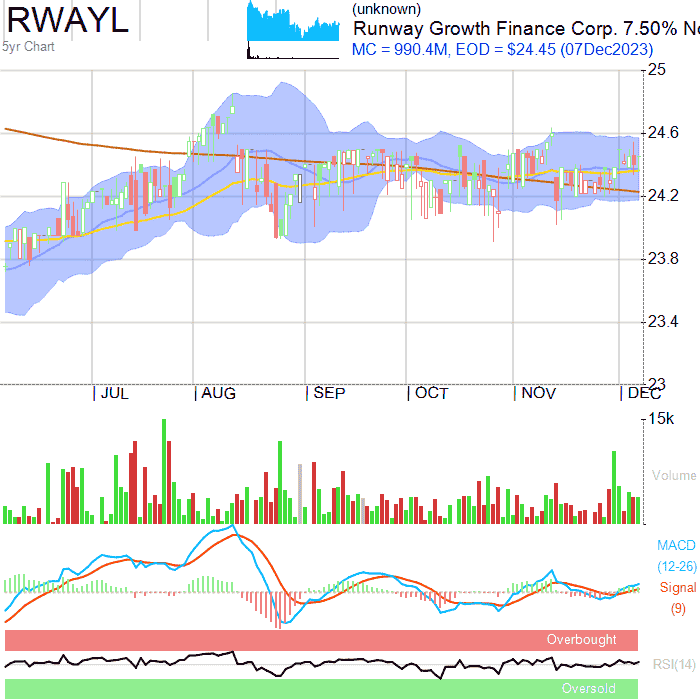 RWAYL
5yr Chart
(unknown)
Runway Growth Finance Corp. 7.50% No
MC = 990.4M, EOD = $24.45 (07Dec2023)
25
24.6
24.2
23.8
23.4
23
JUL AUG SEP OCT NOV DEC
15k
Volume
MACD
(12-26)
Signal
(9)
Overbought
RSI(14)
Oversold